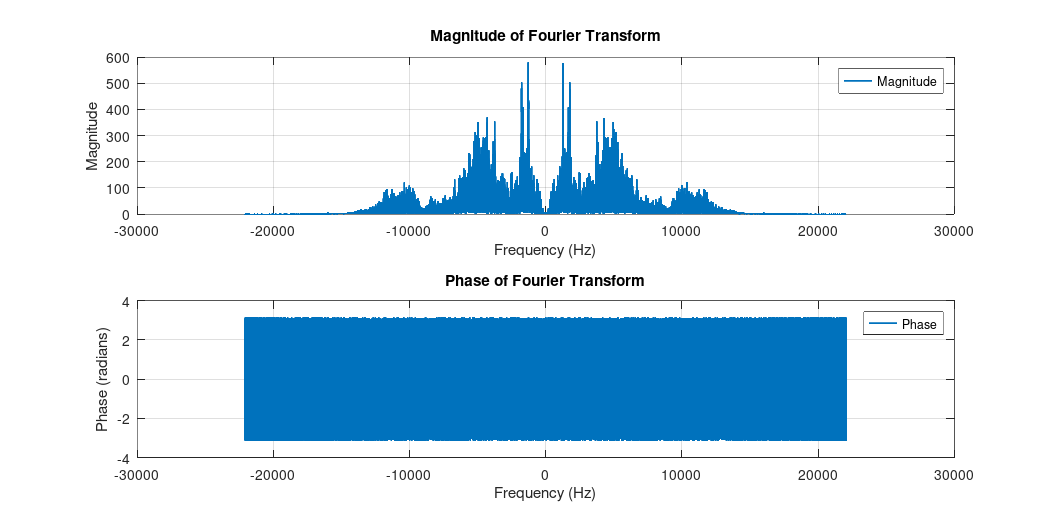 Magnitude of Fourier Transform
Magnitude
600
500
400
300
200
100
0
Magnitude
-30000 -20000 -10000 0 10000 20000 30000
Frequency (Hz)
Phase of Fourier Transform
Phase (radians)
4
2
0
-2
-4
Phase
-30000 -20000 -10000 0 10000 20000 30000
Frequency (Hz)